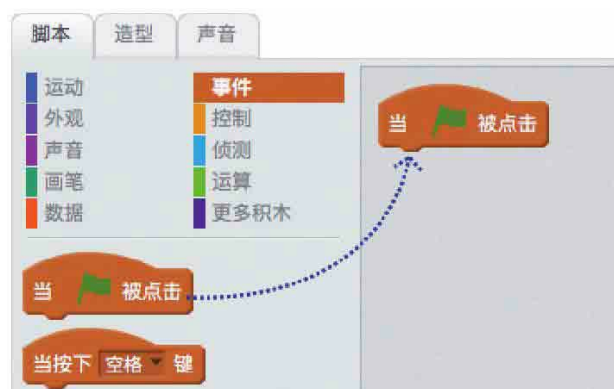 脚本 造型 声音
运动 事件
外观 控制
声音 侦测
画笔 运算
数据 更多积木
当 被点击
当 被点击
当按下 空格 键